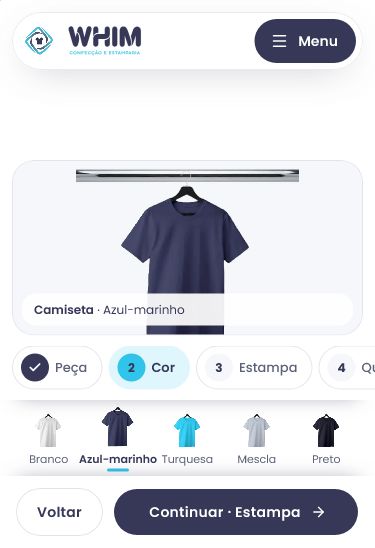 WHIM
CONFECÇÃO E ESTAMPARIA
Menu
Camiseta · Azul-marinho
Peça
2 Cor
3 Estampa
4 Qu
Branco
Azul-marinho
Turquesa
Mescla
Preto
Voltar
Continuar · Estampa →